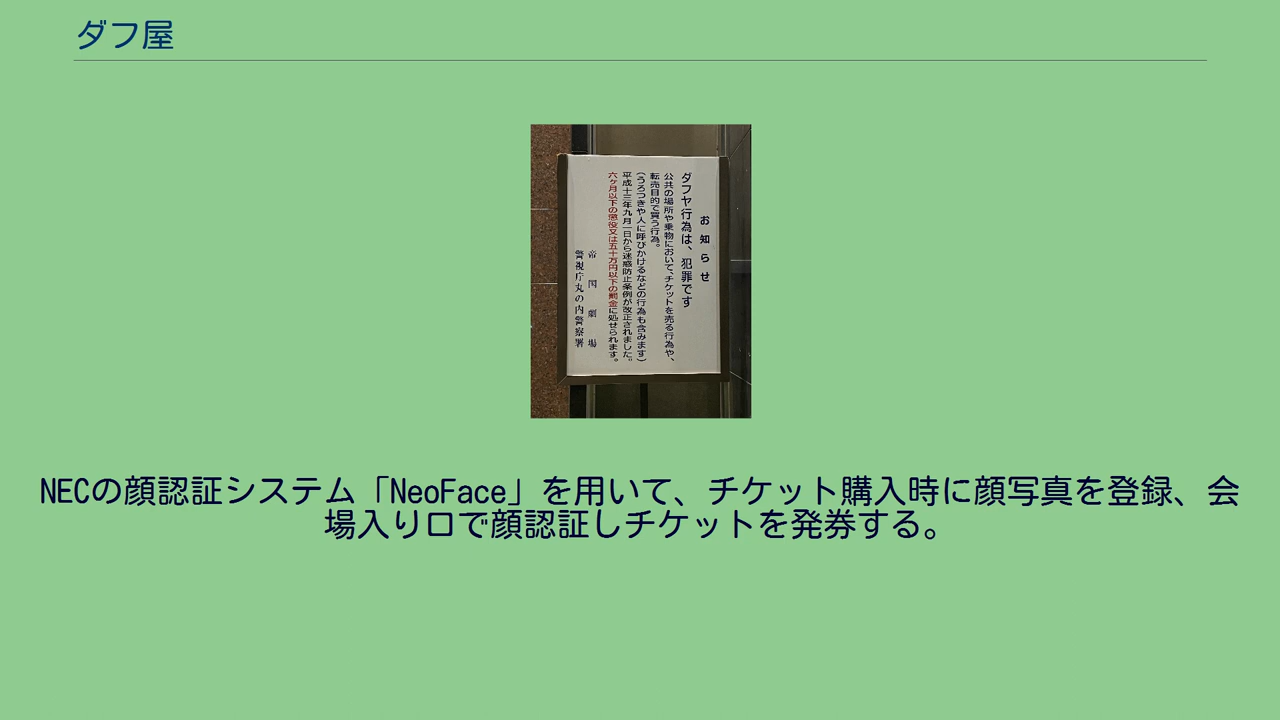 ダフ屋
お知らせ
ダフヤ行為は、犯罪です
公共の場所や乗物において、チケットを売る行為や、
転売目的で買う行為。
(うろつきや人に呼びかけるなどの行為も含みます)
平成十三年九月一日から迷惑防止条例が改正されました。
六ヶ月以下の懲役又は五十万円以下の罰金に処せられます。
帝国劇場
警視庁丸の内警察署
NECの顔認証システム「NeoFace」を用いて、チケット購入時に顔写真を登録、会
場入り口で顔認証しチケットを発券する。